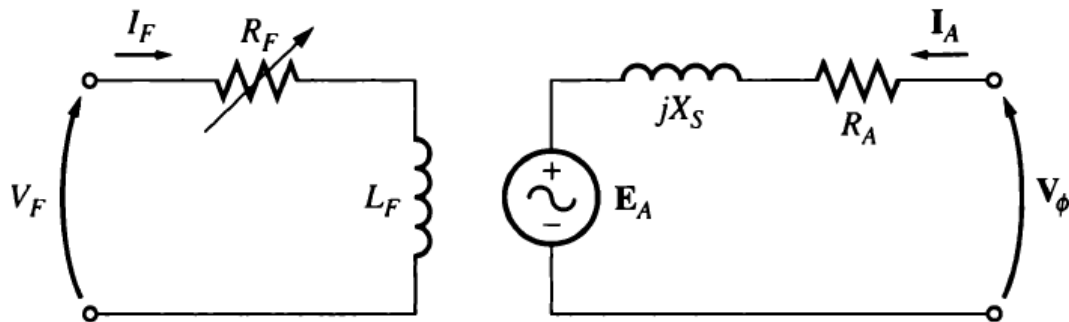 I_F
R_F
I_A
jX_S
R_A
V_F
L_F
+
−
E_A
V_ϕ